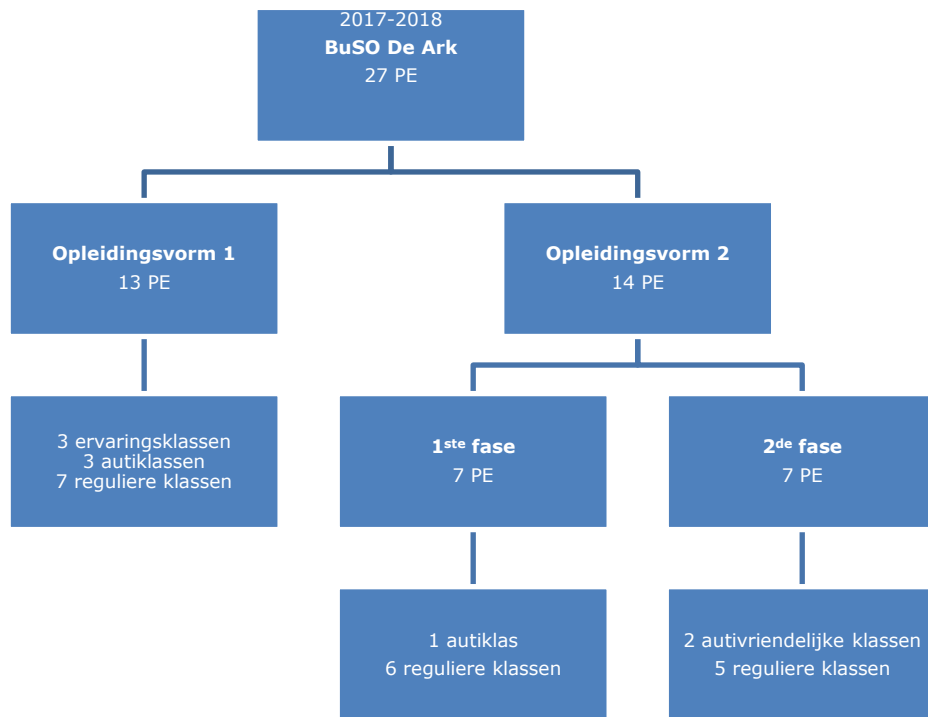 2017-2018
BuSO De Ark
27 PE
Opleidingsvorm 1
13 PE
Opleidingsvorm 2
14 PE
3 ervaringsklassen
3 autiklassen
7 reguliere klassen
1ste fase
7 PE
2de fase
7 PE
1 autiklas
6 reguliere klassen
2 autivriendelijke klassen
5 reguliere klassen